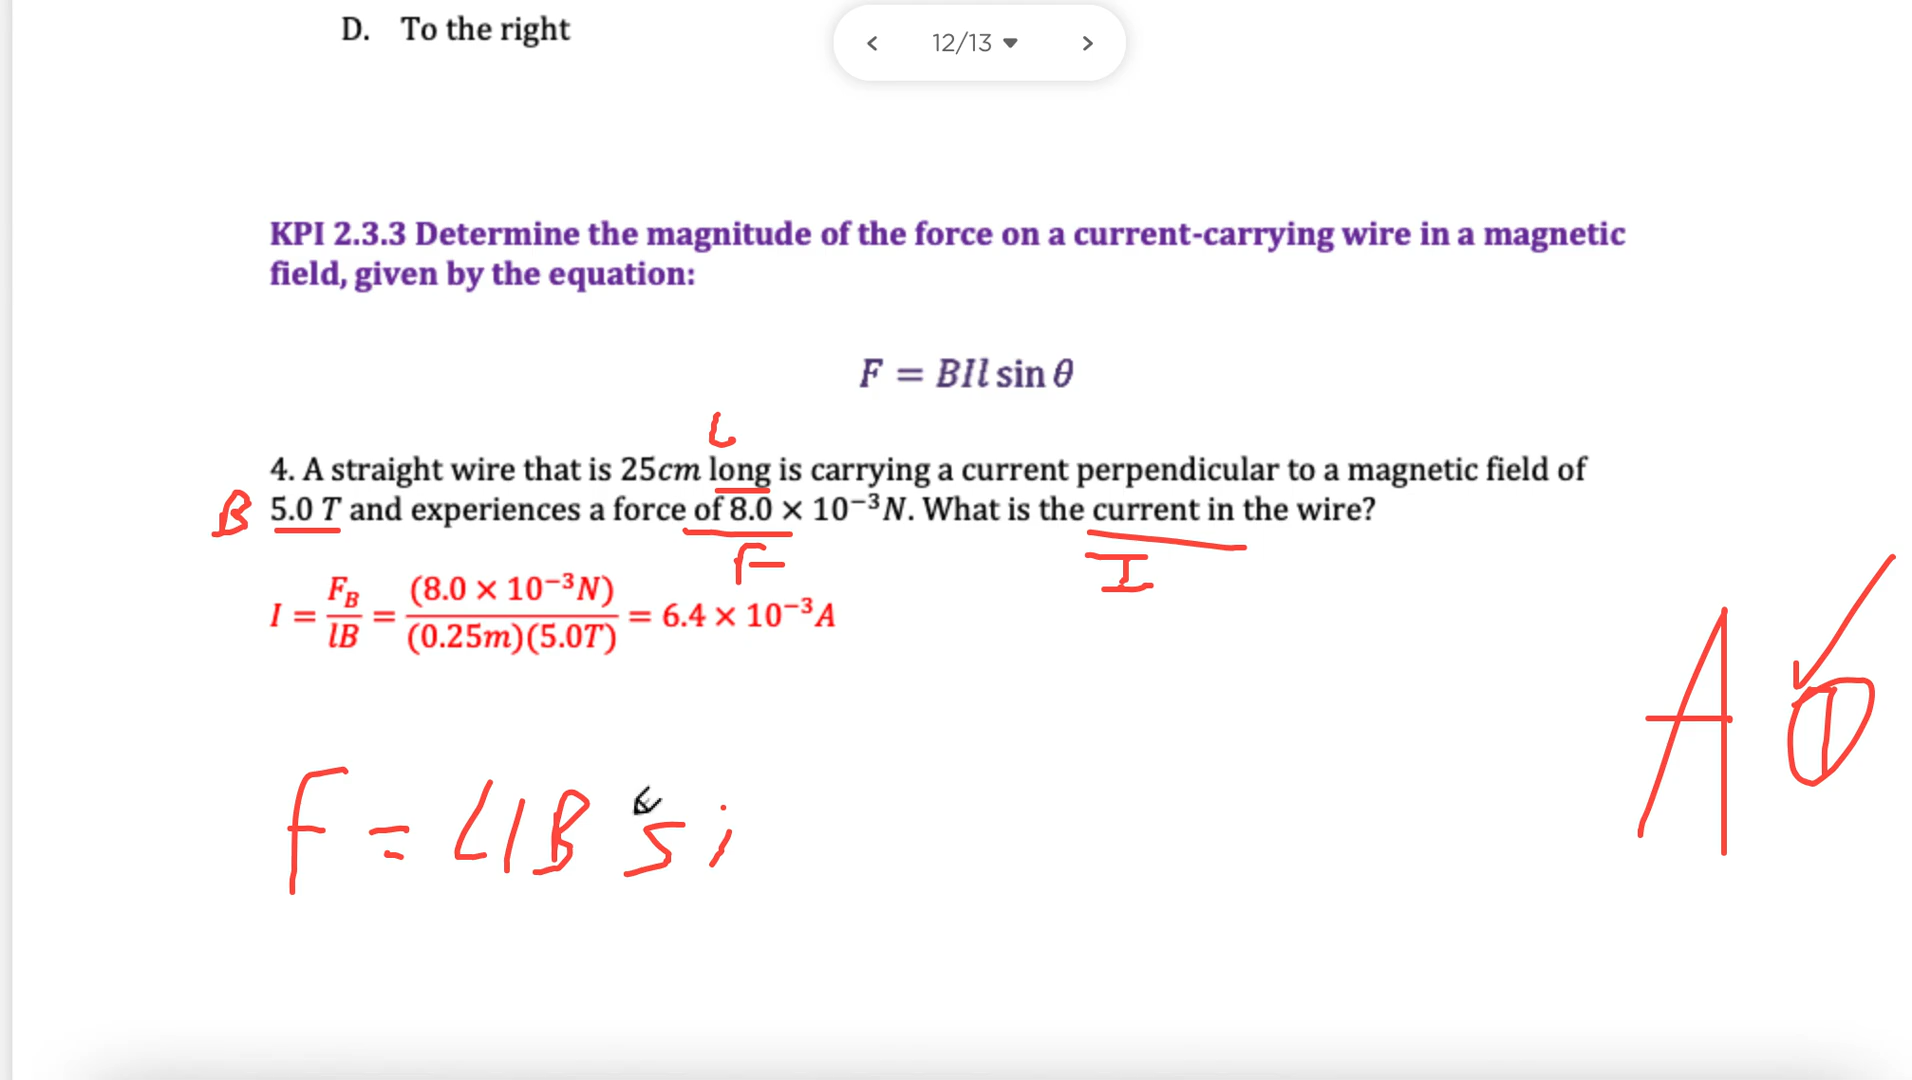 D. To the right
12/13
KPI 2.3.3 Determine the magnitude of the force on a current-carrying wire in a magnetic
field, given by the equation:
F = BIl sin θ
L
4. A straight wire that is 25cm long is carrying a current perpendicular to a magnetic field of
B 5.0 T and experiences a force of 8.0 × 10⁻³N. What is the current in the wire?
F I
I = F_B / lB = (8.0 × 10⁻³N) / (0.25m)(5.0T) = 6.4 × 10⁻³A
F = LIB si
A